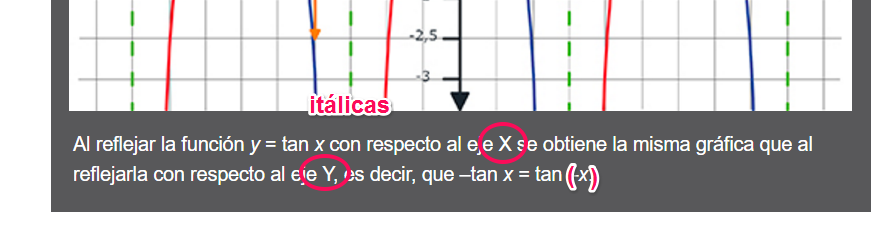 -2,5
-3
itálicas
Al reflejar la función y = tan x con respecto al eje X se obtiene la misma gráfica que al
reflejarla con respecto al eje Y, es decir, que –tan x = tan (-x)